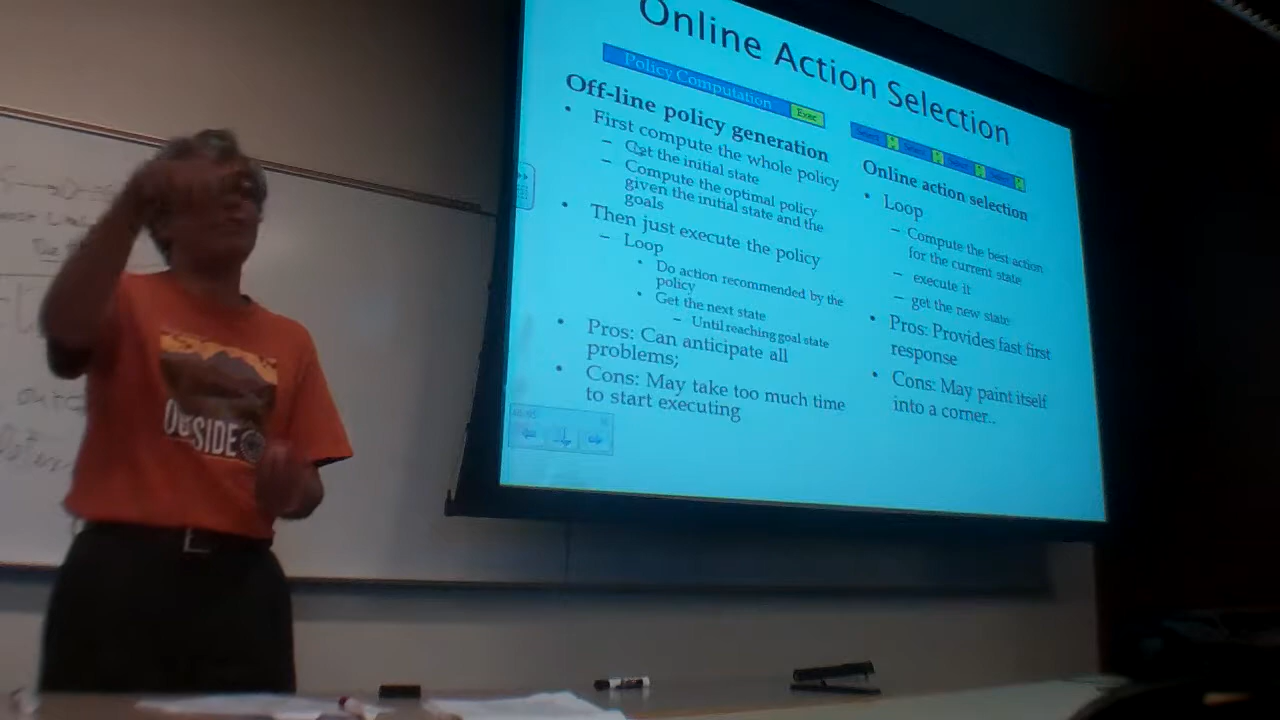 Online Action Selection
Policy Computation
Exec
Off-line policy generation
• First compute the whole policy
– Get the initial state
– Compute the optimal policy
given the initial state and the
goals
• Then just execute the policy
– Loop
• Do action recommended by the
policy
• Get the next state
– Until reaching goal state
• Pros: Can anticipate all
problems;
• Cons: May take too much time
to start executing
Select Select Select Select
Online action selection
• Loop
– Compute the best action
for the current state
– execute it
– get the new state
• Pros: Provides fast first
response
• Cons: May paint itself
into a corner..
OUTSIDE